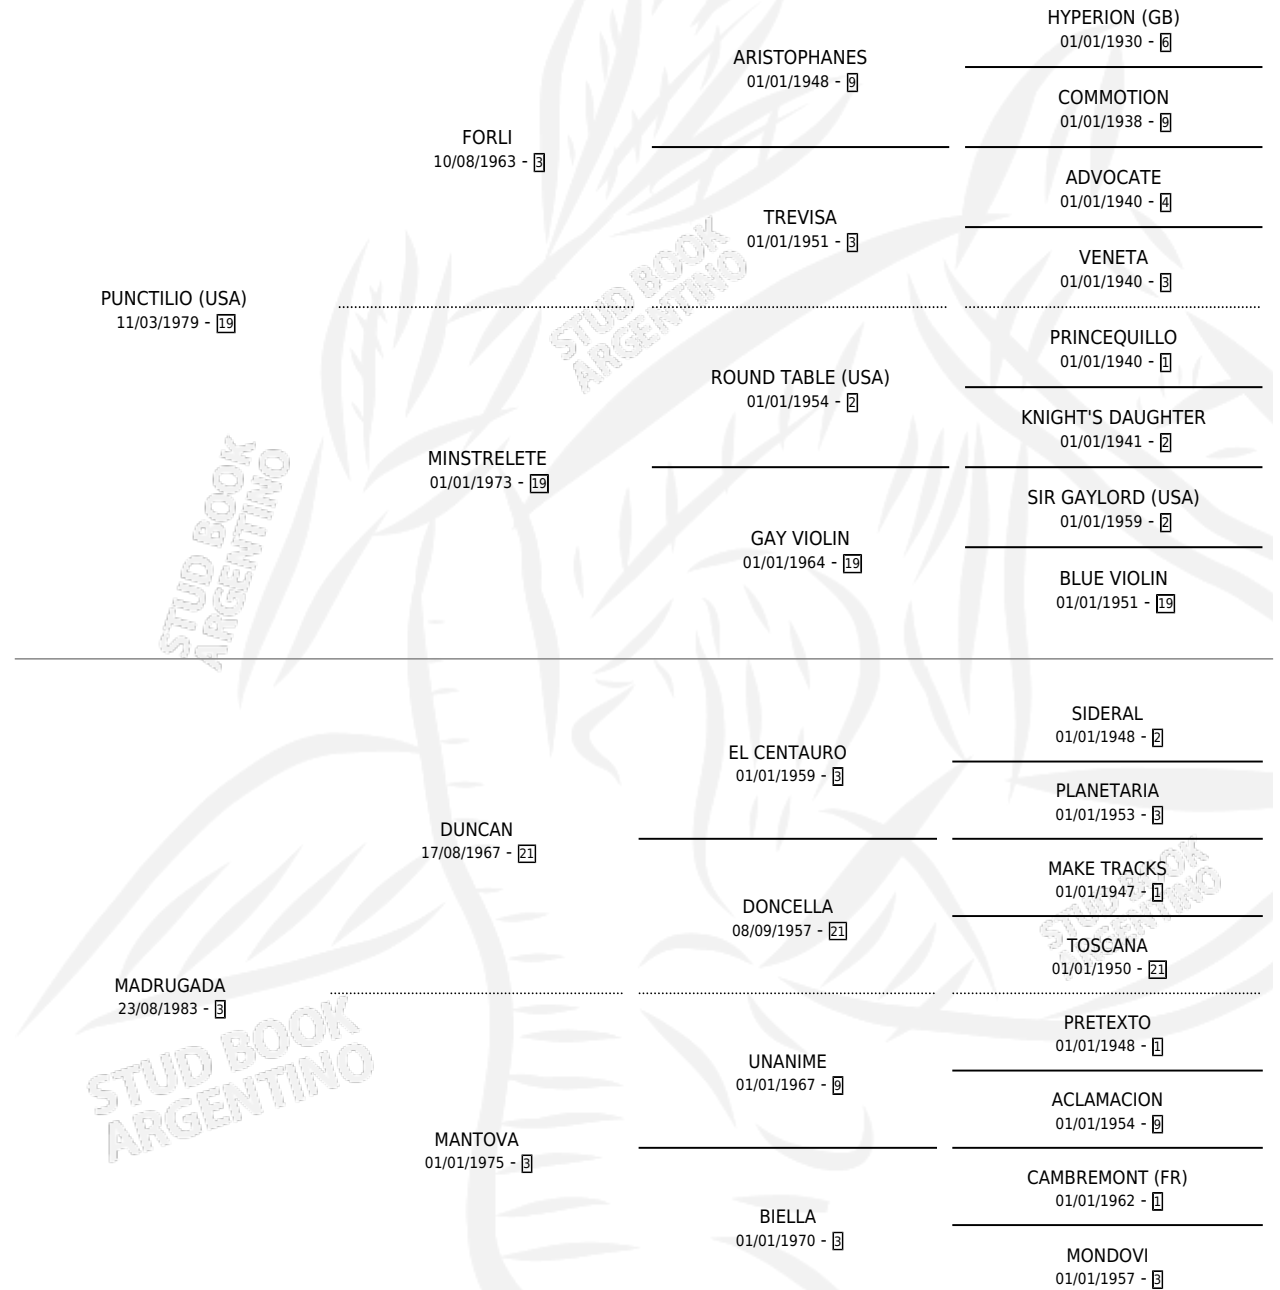 HYPERION (GB)
01/01/1930 - 6
ARISTOPHANES
01/01/1948 - 9
COMMOTION
01/01/1938 - 9
FORLI
10/08/1963 - 3
ADVOCATE
01/01/1940 - 4
TREVISA
01/01/1951 - 3
VENETA
01/01/1940 - 3
PUNCTILIO (USA)
11/03/1979 - 19
PRINCEQUILLO
01/01/1940 - 1
ROUND TABLE (USA)
01/01/1954 - 2
KNIGHT'S DAUGHTER
01/01/1941 - 2
MINSTRELETE
01/01/1973 - 19
SIR GAYLORD (USA)
01/01/1959 - 2
GAY VIOLIN
01/01/1964 - 19
BLUE VIOLIN
01/01/1951 - 19
SIDERAL
01/01/1948 - 2
EL CENTAURO
01/01/1959 - 3
PLANETARIA
01/01/1953 - 3
DUNCAN
17/08/1967 - 21
MAKE TRACKS
01/01/1947 - 1
DONCELLA
08/09/1957 - 21
TOSCANA
01/01/1950 - 21
MADRUGADA
23/08/1983 - 3
PRETEXTO
01/01/1948 - 1
UNANIME
01/01/1967 - 9
ACLAMACION
01/01/1954 - 9
MANTOVA
01/01/1975 - 3
CAMBREMONT (FR)
01/01/1962 - 1
BIELLA
01/01/1970 - 3
MONDOVI
01/01/1957 - 3
STUD BOOK
ARGENTINO
STUD BOOK
ARGENTINO
STUD BOOK
ARGENTINO
STUD BOOK
ARGENTINO